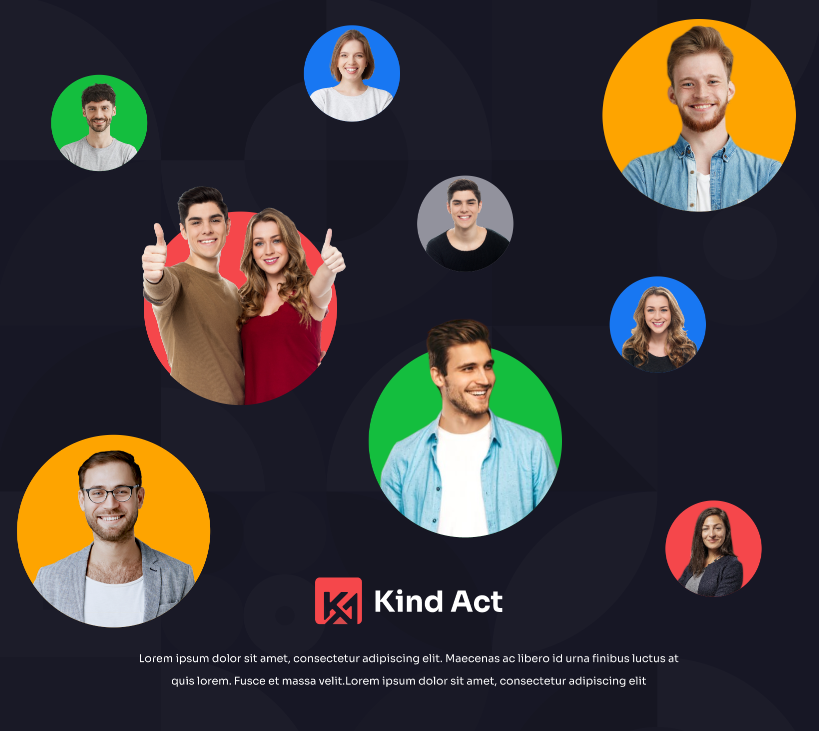 Kind Act
Lorem ipsum dolor sit amet, consectetur adipiscing elit. Maecenas ac libero id urna finibus luctus at
quis lorem. Fusce et massa velit.Lorem ipsum dolor sit amet, consectetur adipiscing elit